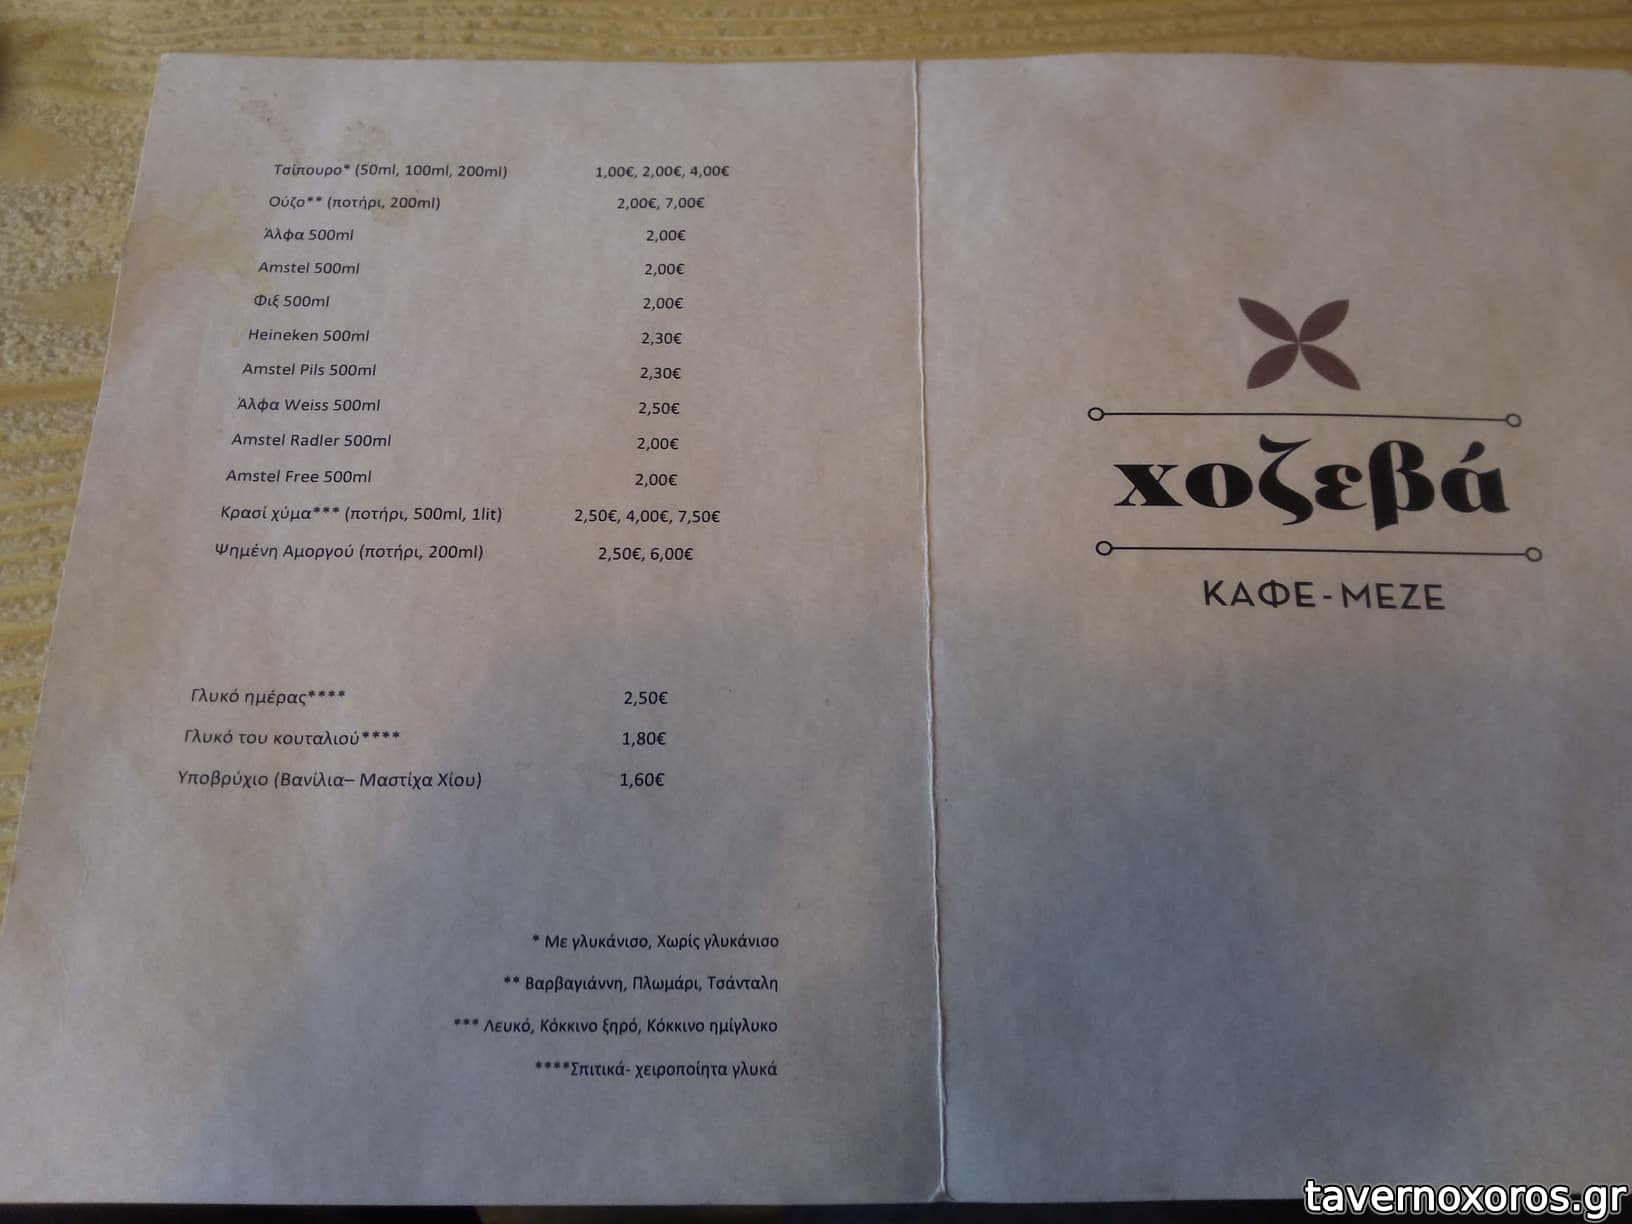 Τσίπουρο* (50ml, 100ml, 200ml) 1,00€, 2,00€, 4,00€
Ούζο** (ποτήρι, 200ml) 2,00€, 7,00€
Άλφα 500ml 2,00€
Amstel 500ml 2,00€
Φιξ 500ml 2,00€
Heineken 500ml 2,30€
Amstel Pils 500ml 2,30€
Άλφα Weiss 500ml 2,50€
Amstel Radler 500ml 2,00€
Amstel Free 500ml 2,00€
Κρασί χύμα*** (ποτήρι, 500ml, 1lit) 2,50€, 4,00€, 7,50€
Ψημένη Αμοργού (ποτήρι, 200ml) 2,50€, 6,00€
Γλυκό ημέρας**** 2,50€
Γλυκό του κουταλιού**** 1,80€
Υποβρύχιο (Βανίλια– Μαστίχα Χίου) 1,60€
* Με γλυκάνισο, Χωρίς γλυκάνισο
** Βαρβαγιάννη, Πλωμάρι, Τσάνταλη
*** Λευκό, Κόκκινο ξηρό, Κόκκινο ημίγλυκο
****Σπιτικά- χειροποίητα γλυκά
χοζεβά
ΚΑΦΕ - ΜΕΖΕ
tavernoxoros.gr